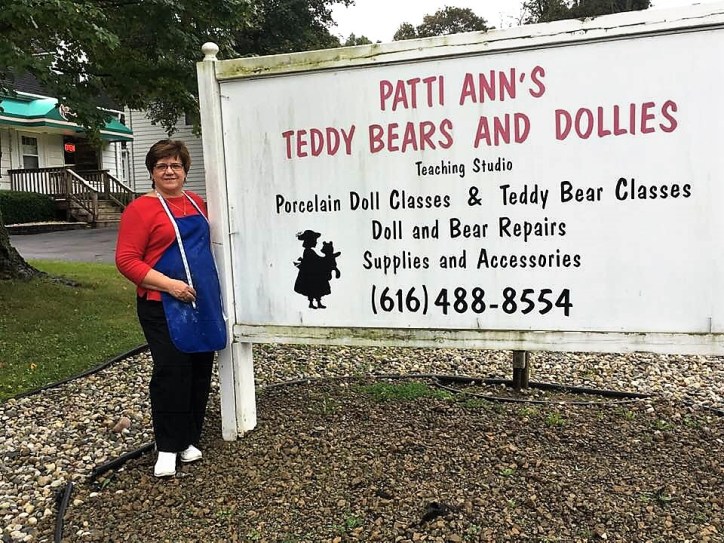 PATTI ANN'S
TEDDY BEARS AND DOLLIES
Teaching Studio
Porcelain Doll Classes & Teddy Bear Classes
Doll and Bear Repairs
Supplies and Accessories
(616) 488-8554
OPEN